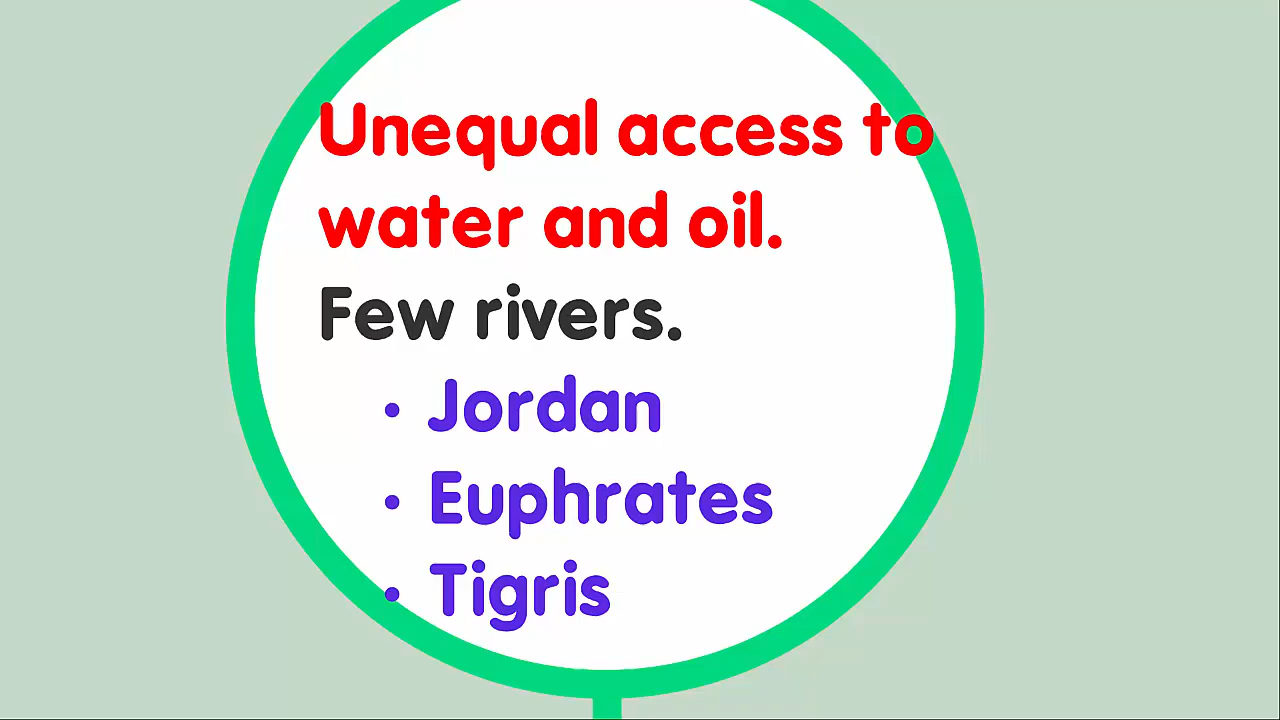 Unequal access to
water and oil.
Few rivers.
• Jordan
• Euphrates
• Tigris